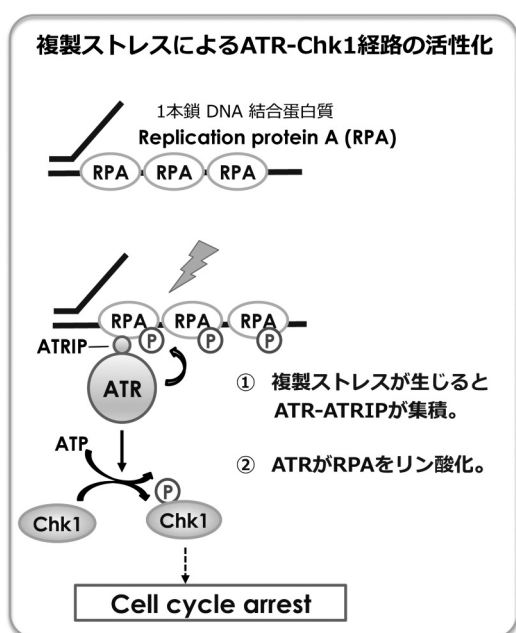 複製ストレスによるATR-Chk1経路の活性化
1本鎖 DNA 結合蛋白質
Replication protein A (RPA)
RPA RPA RPA
RPA RPA RPA
P P P
ATRIP
ATR
① 複製ストレスが生じると
ATR-ATRIPが集積。
② ATRがRPAをリン酸化。
ATP
P
Chk1 Chk1
Cell cycle arrest